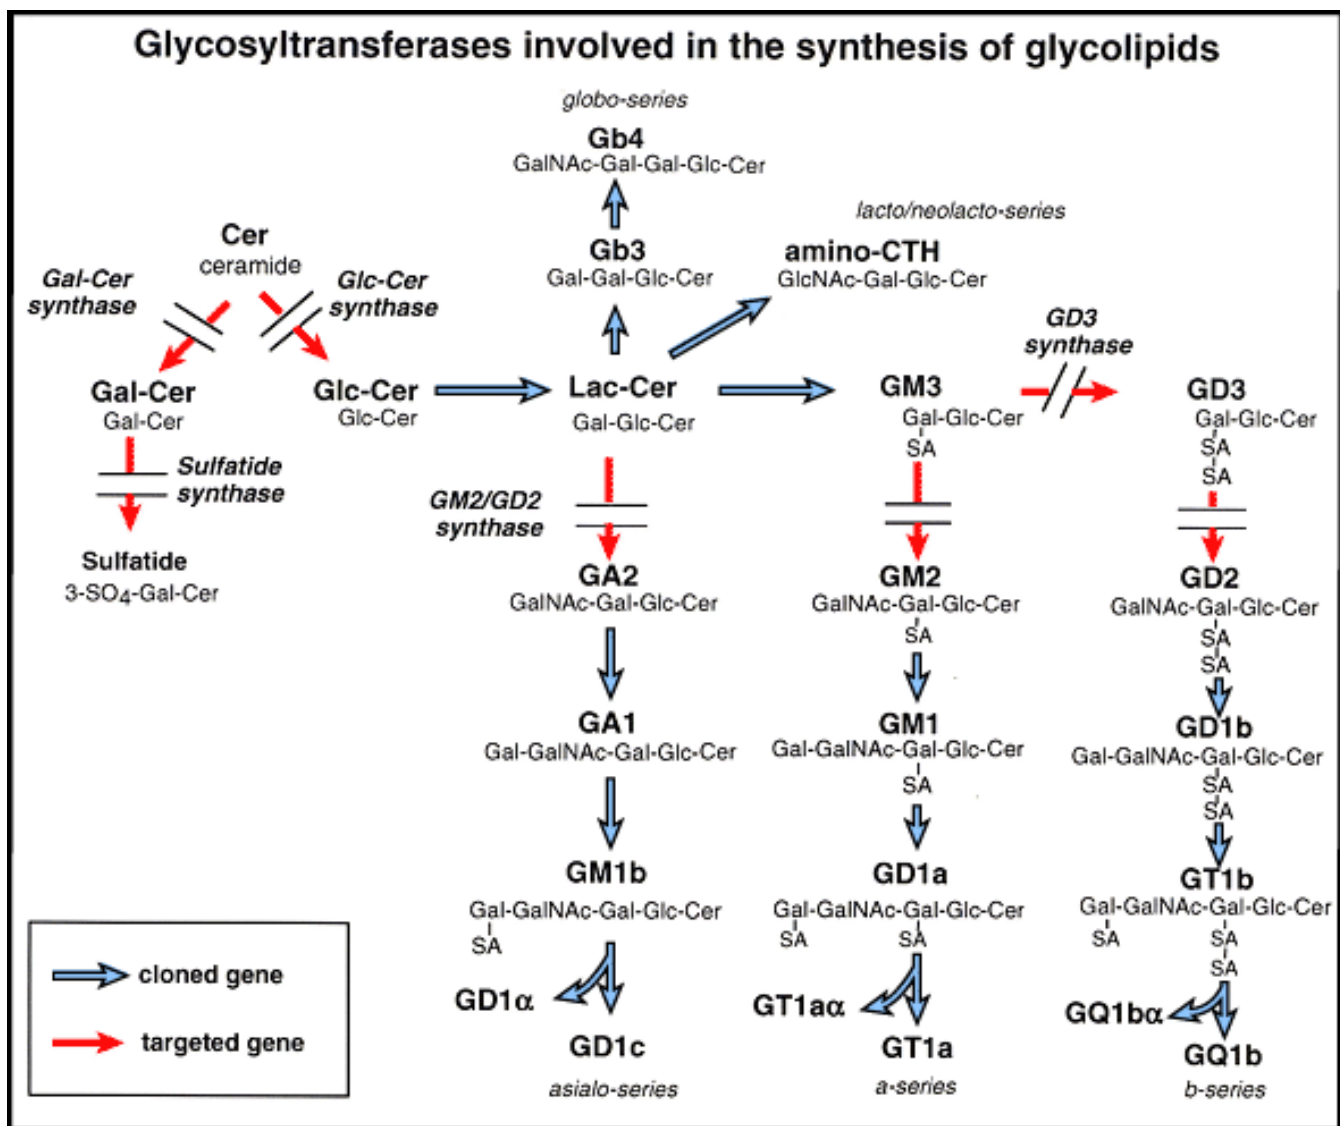 Glycosyltransferases involved in the synthesis of glycolipids
globo-series
Gb4
GalNAc-Gal-Gal-Glc-Cer
lacto/neolacto-series
Cer
ceramide
Gb3
Gal-Gal-Glc-Cer
amino-CTH
GlcNAc-Gal-Glc-Cer
Gal-Cer
synthase
Glc-Cer
synthase
GD3
synthase
Gal-Cer
Gal-Cer
Glc-Cer
Glc-Cer
Lac-Cer
Gal-Glc-Cer
GM3
Gal-Glc-Cer
SA
GD3
Gal-Glc-Cer
SA
SA
Sulfatide
synthase
GM2/GD2
synthase
Sulfatide
3-SO4-Gal-Cer
GA2
GalNAc-Gal-Glc-Cer
GM2
GalNAc-Gal-Glc-Cer
SA
GD2
GalNAc-Gal-Glc-Cer
SA
SA
GA1
Gal-GalNAc-Gal-Glc-Cer
GM1
Gal-GalNAc-Gal-Glc-Cer
SA
GD1b
Gal-GalNAc-Gal-Glc-Cer
SA
SA
GM1b
Gal-GalNAc-Gal-Glc-Cer
SA
GD1a
Gal-GalNAc-Gal-Glc-Cer
SA SA
GT1b
Gal-GalNAc-Gal-Glc-Cer
SA SA
SA
GD1α
GD1c
asialo-series
GT1aα
GT1a
a-series
GQ1bα
GQ1b
b-series
cloned gene
targeted gene